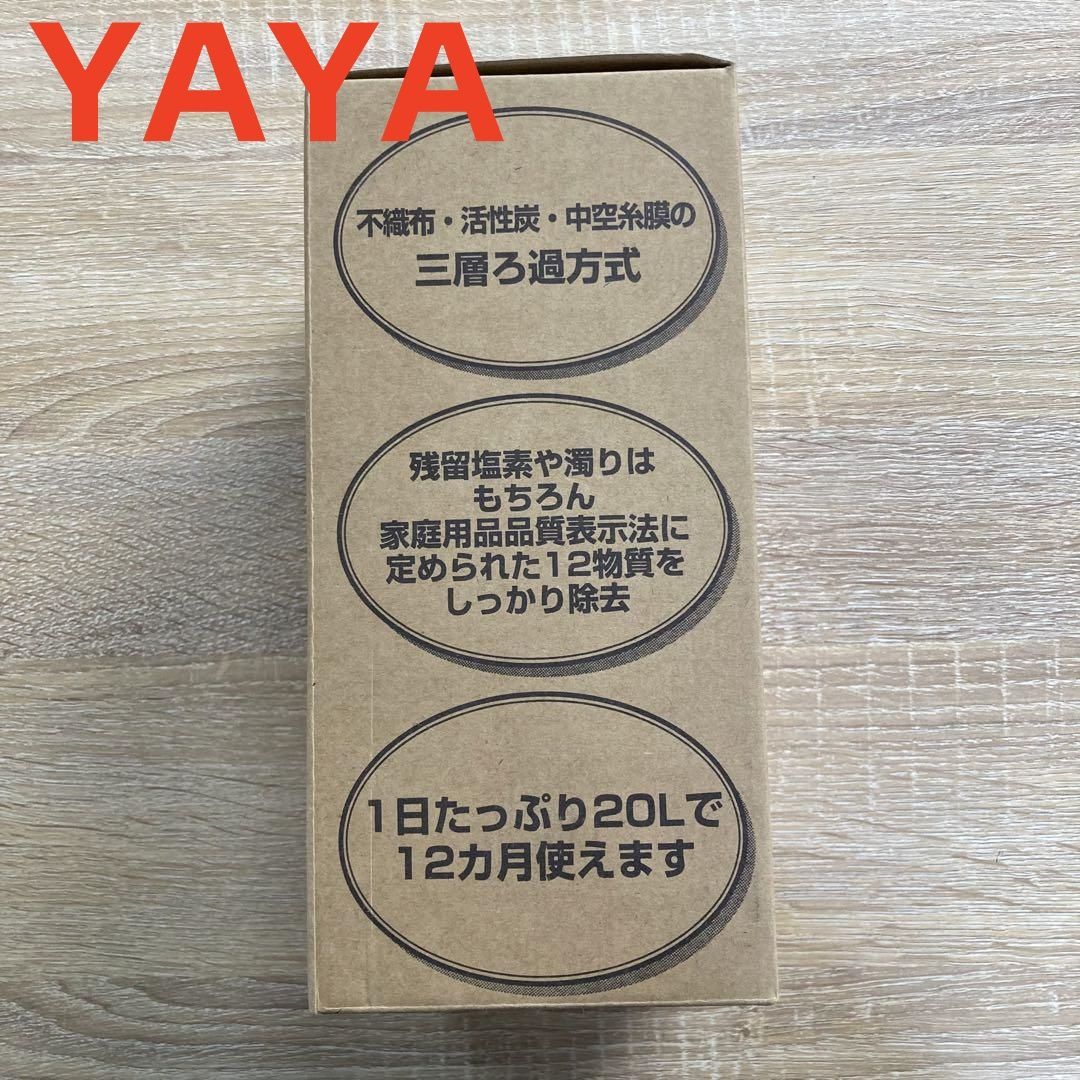 YAYA
不織布・活性炭・中空糸膜の
三層ろ過方式
残留塩素や濁りは
もちろん
家庭用品品質表示法に
定められた12物質を
しっかり除去
1日たっぷり20Lで
12カ月使えます